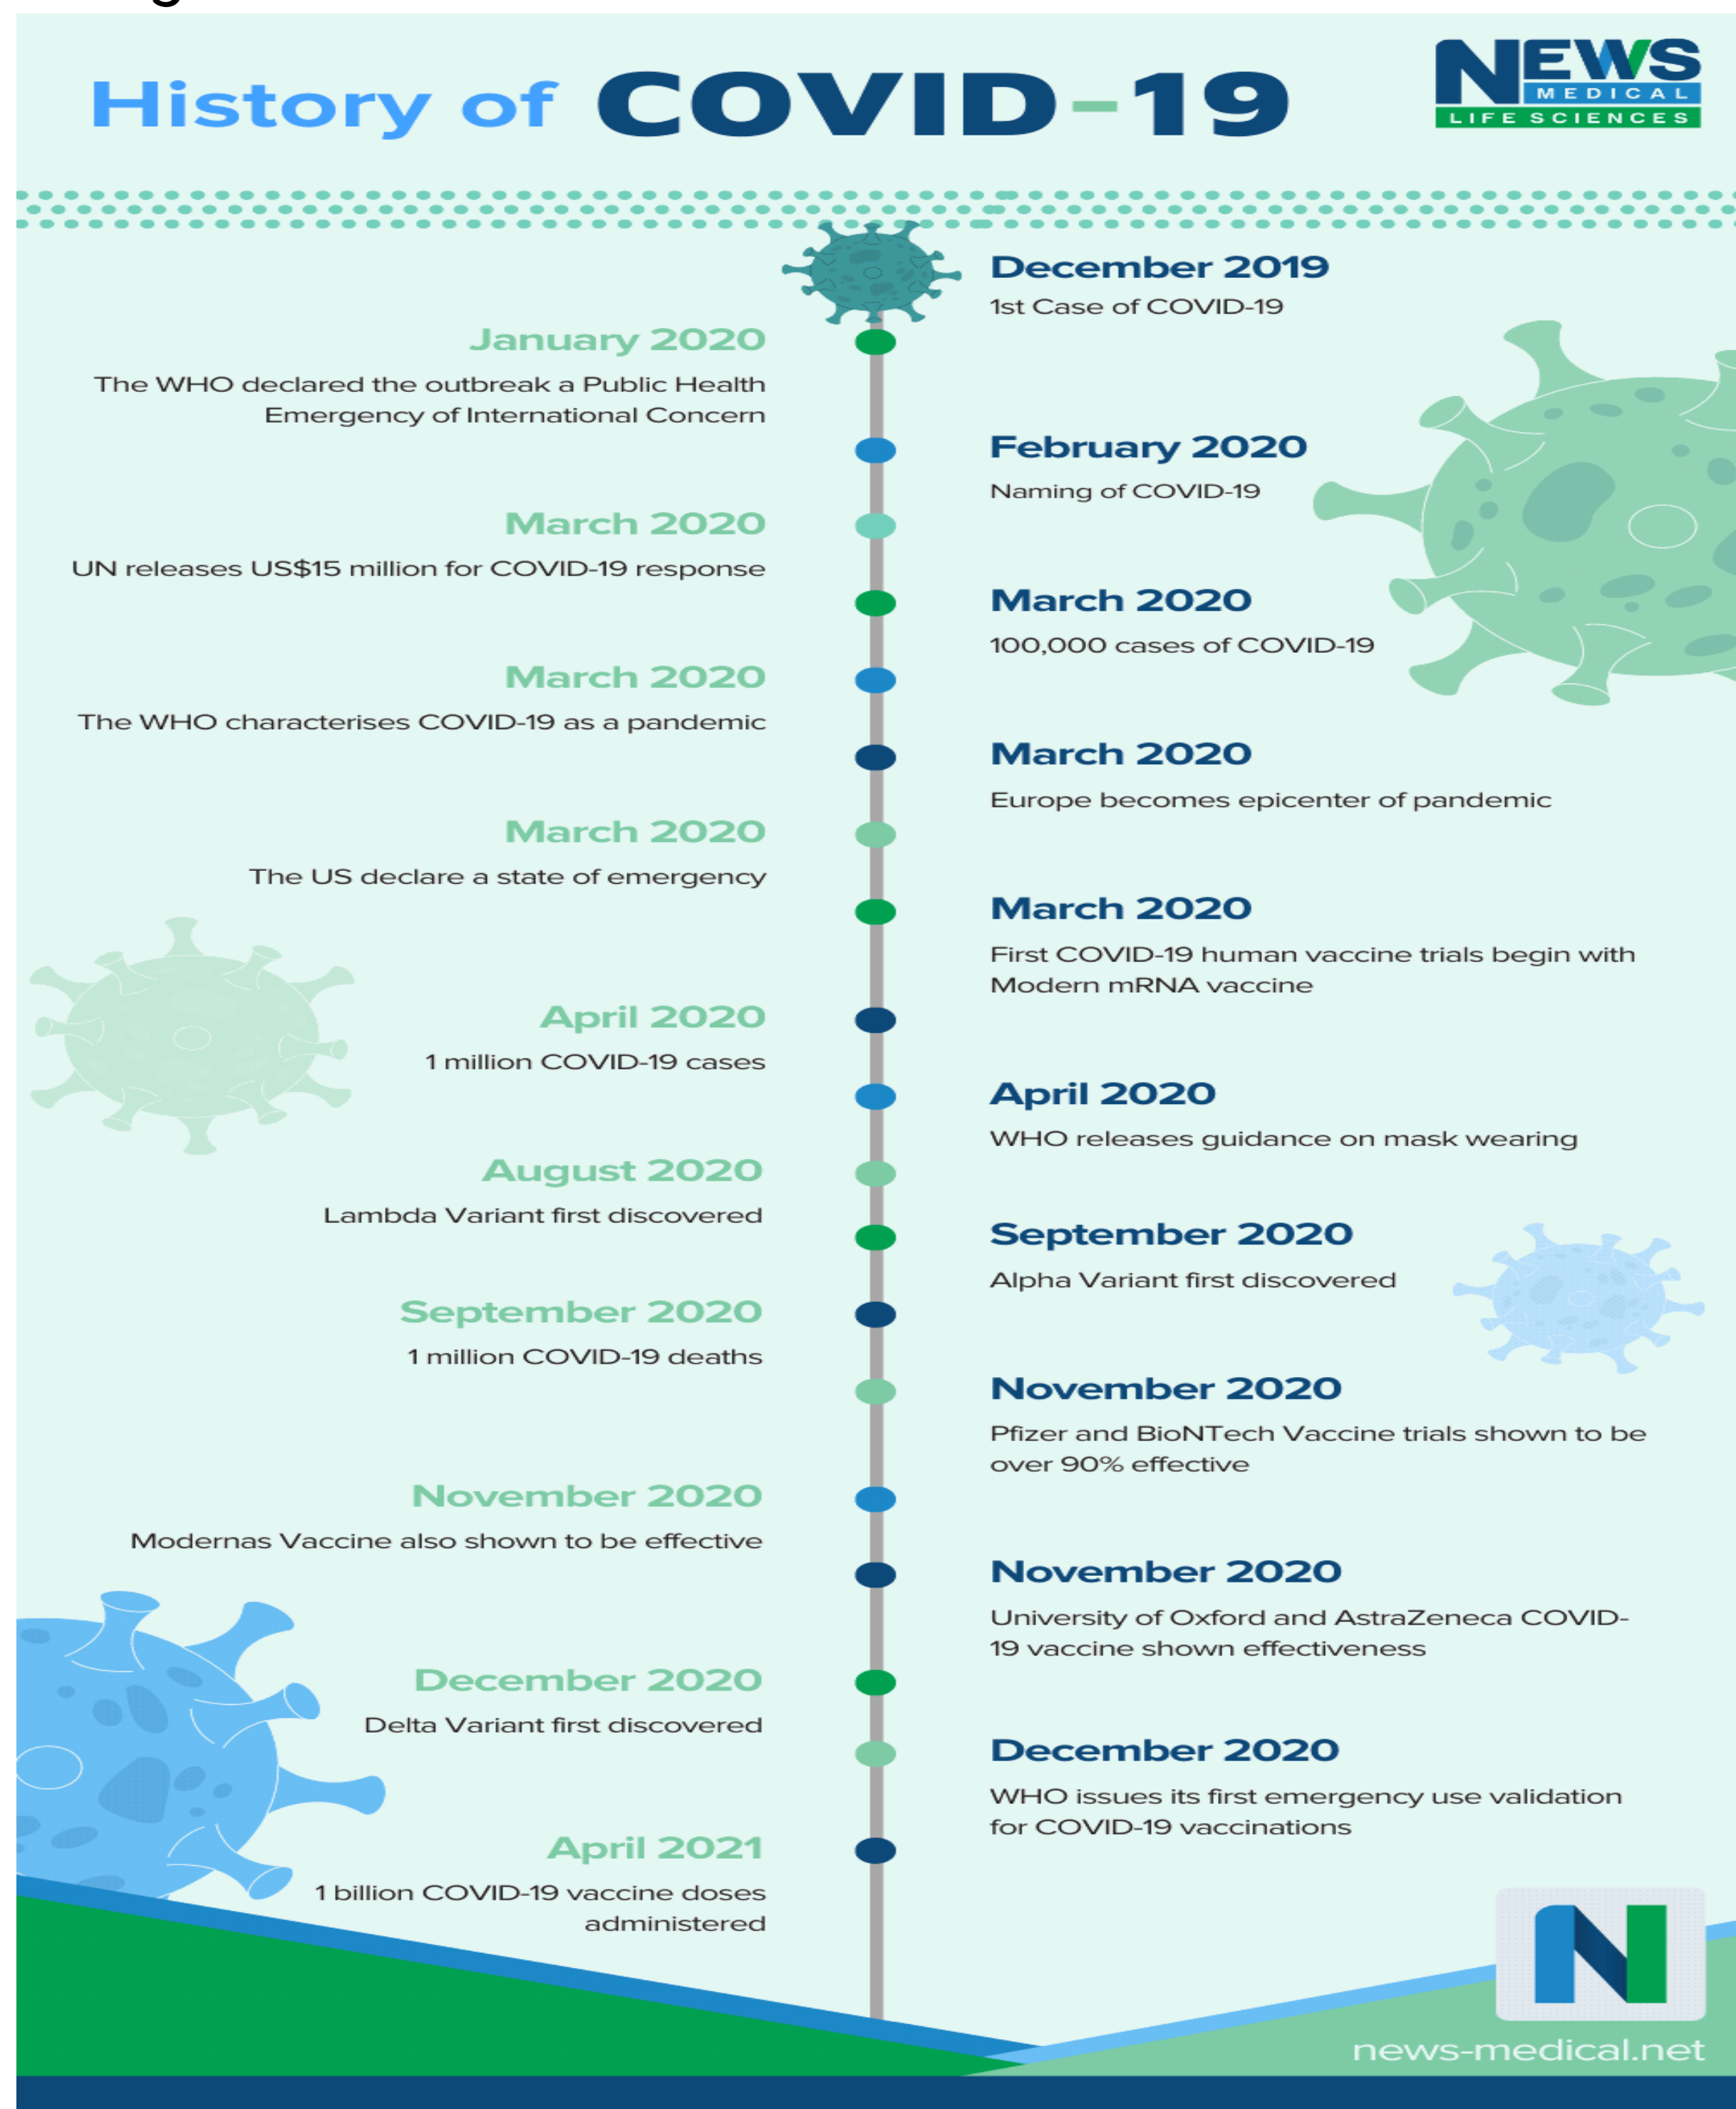 History of COVID-19
NEWS
MEDICAL
LIFE SCIENCES
December 2019
1st Case of COVID-19
January 2020
The WHO declared the outbreak a Public Health
Emergency of International Concern
February 2020
Naming of COVID-19
March 2020
UN releases US$15 million for COVID-19 response
March 2020
100,000 cases of COVID-19
March 2020
The WHO characterises COVID-19 as a pandemic
March 2020
Europe becomes epicenter of pandemic
March 2020
The US declare a state of emergency
March 2020
First COVID-19 human vaccine trials begin with
Modern mRNA vaccine
April 2020
1 million COVID-19 cases
April 2020
WHO releases guidance on mask wearing
August 2020
Lambda Variant first discovered
September 2020
Alpha Variant first discovered
September 2020
1 million COVID-19 deaths
November 2020
Pfizer and BioNTech Vaccine trials shown to be
over 90% effective
November 2020
Modernas Vaccine also shown to be effective
November 2020
University of Oxford and AstraZeneca COVID-
19 vaccine shown effectiveness
December 2020
Delta Variant first discovered
December 2020
WHO issues its first emergency use validation
for COVID-19 vaccinations
April 2021
1 billion COVID-19 vaccine doses
administered
N
news-medical.net